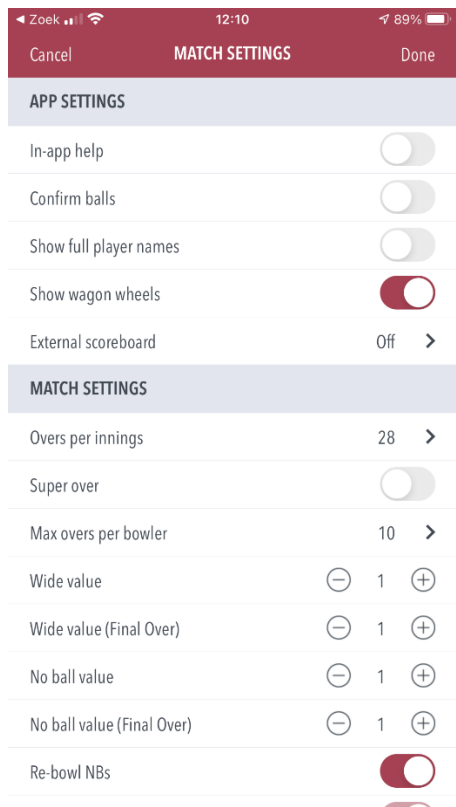 Zoek 12:10 89%
Cancel MATCH SETTINGS Done
APP SETTINGS
In-app help
Confirm balls
Show full player names
Show wagon wheels
External scoreboard Off
MATCH SETTINGS
Overs per innings 28
Super over
Max overs per bowler 10
Wide value 1
Wide value (Final Over) 1
No ball value 1
No ball value (Final Over) 1
Re-bowl NBs